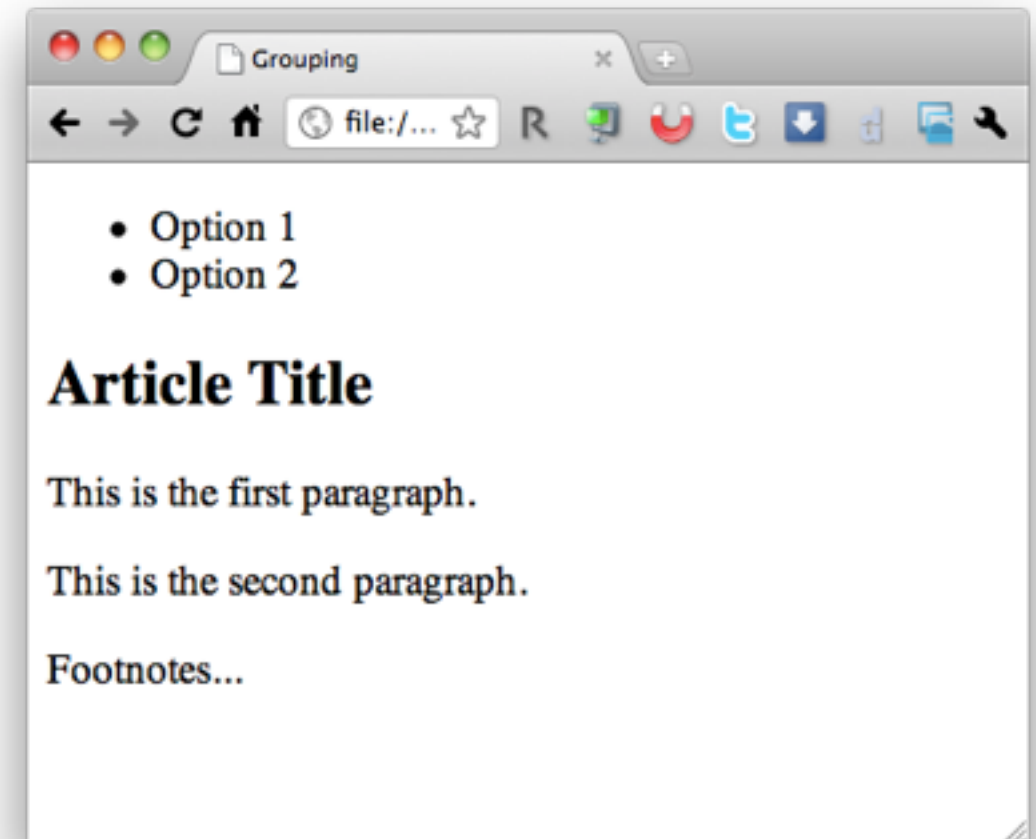 Grouping
file:/...
• Option 1
• Option 2
Article Title
This is the first paragraph.
This is the second paragraph.
Footnotes...